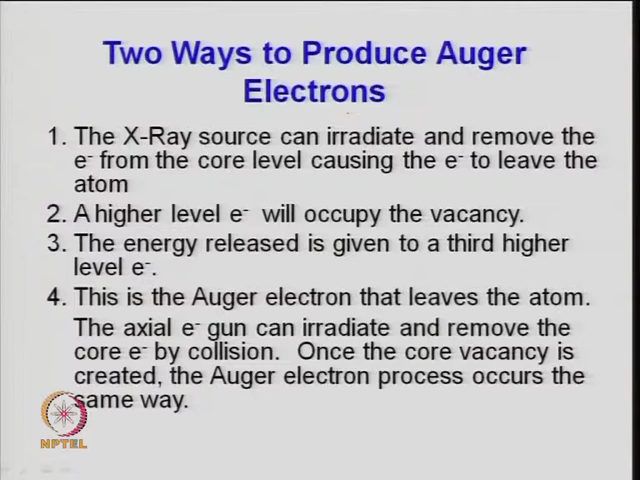 Two Ways to Produce Auger
Electrons
1. The X-Ray source can irradiate and remove the
e- from the core level causing the e- to leave the
atom
2. A higher level e- will occupy the vacancy.
3. The energy released is given to a third higher
level e-.
4. This is the Auger electron that leaves the atom.
The axial e- gun can irradiate and remove the
core e- by collision. Once the core vacancy is
created, the Auger electron process occurs the
same way.
NPTEL